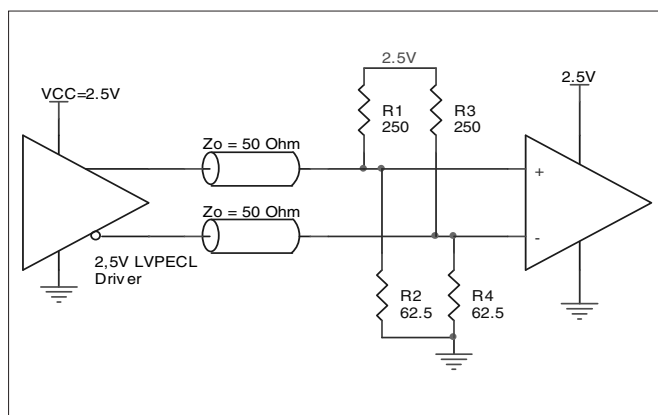 2.5V
VCC=2.5V
2.5V
R1
250
R3
250
Zo = 50 Ohm
+
Zo = 50 Ohm
-
2,5V LVPECL
Driver
R2
62.5
R4
62.5